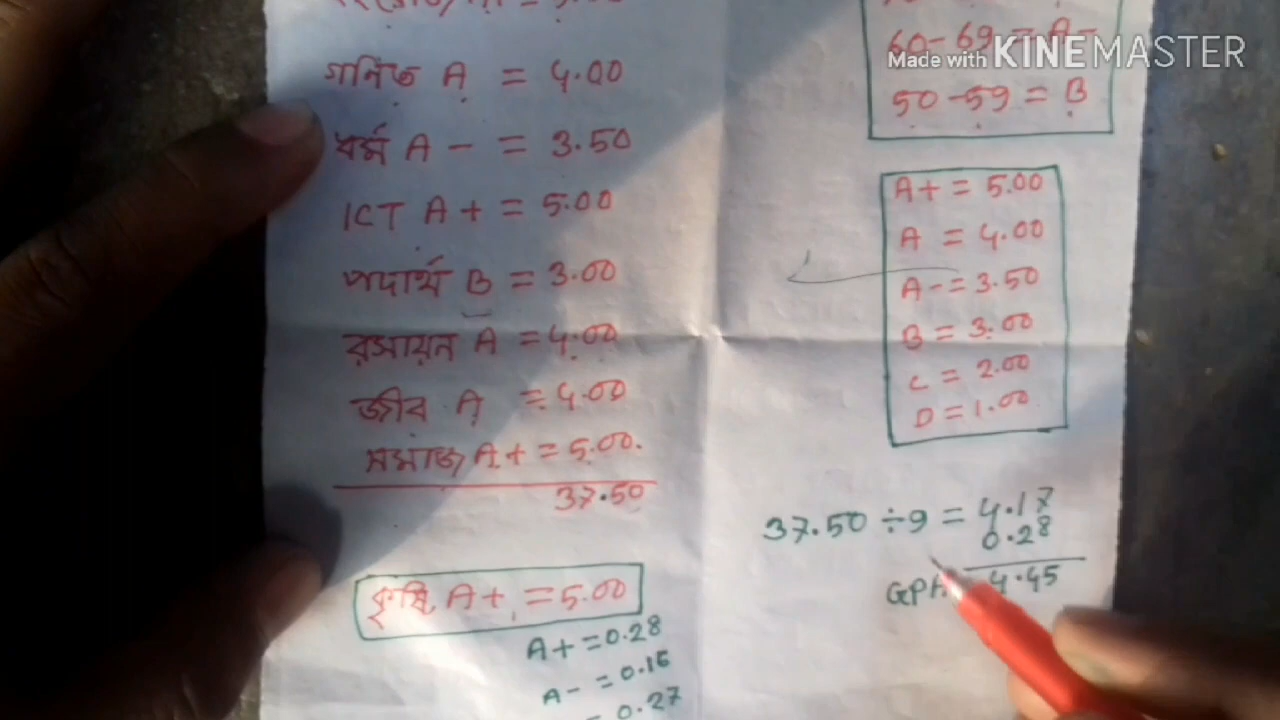 গনিত A = 4.00
ধর্ম A - = 3.50
ICT A+ = 5.00
পদার্থ B = 3.00
রসায়ন A = 4.00
জীব A = 4.00
সমাজ A+ = 5.00.
37.50
কৃষি A+ = 5.00
A+ = 0.28
A- = 0.16
= 0.27
60-69 = A-
50-59 = B
Made with KINEMASTER
A+ = 5.00
A = 4.00
A- = 3.50
B = 3.00
C = 2.00
D = 1.00
37.50 ÷ 9 = 4.17
0.28
GPA 4.45